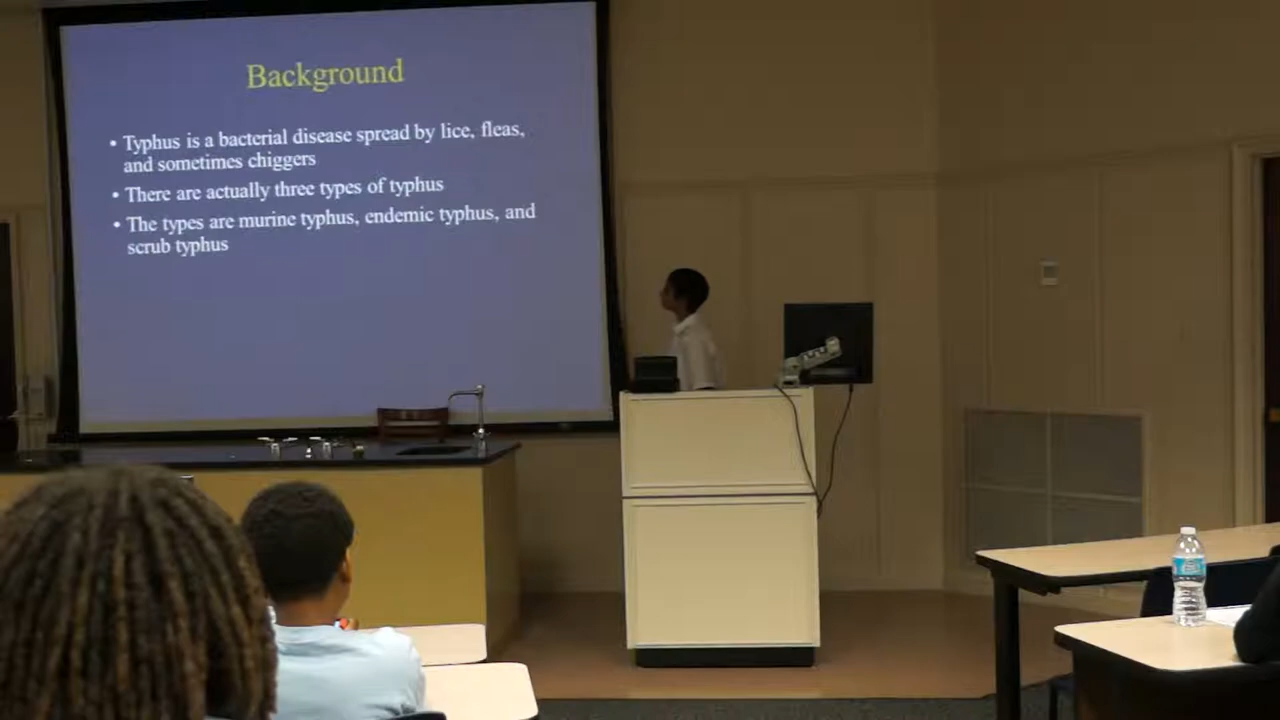 Background
• Typhus is a bacterial disease spread by lice, fleas,
and sometimes chiggers
• There are actually three types of typhus
• The types are murine typhus, endemic typhus, and
scrub typhus